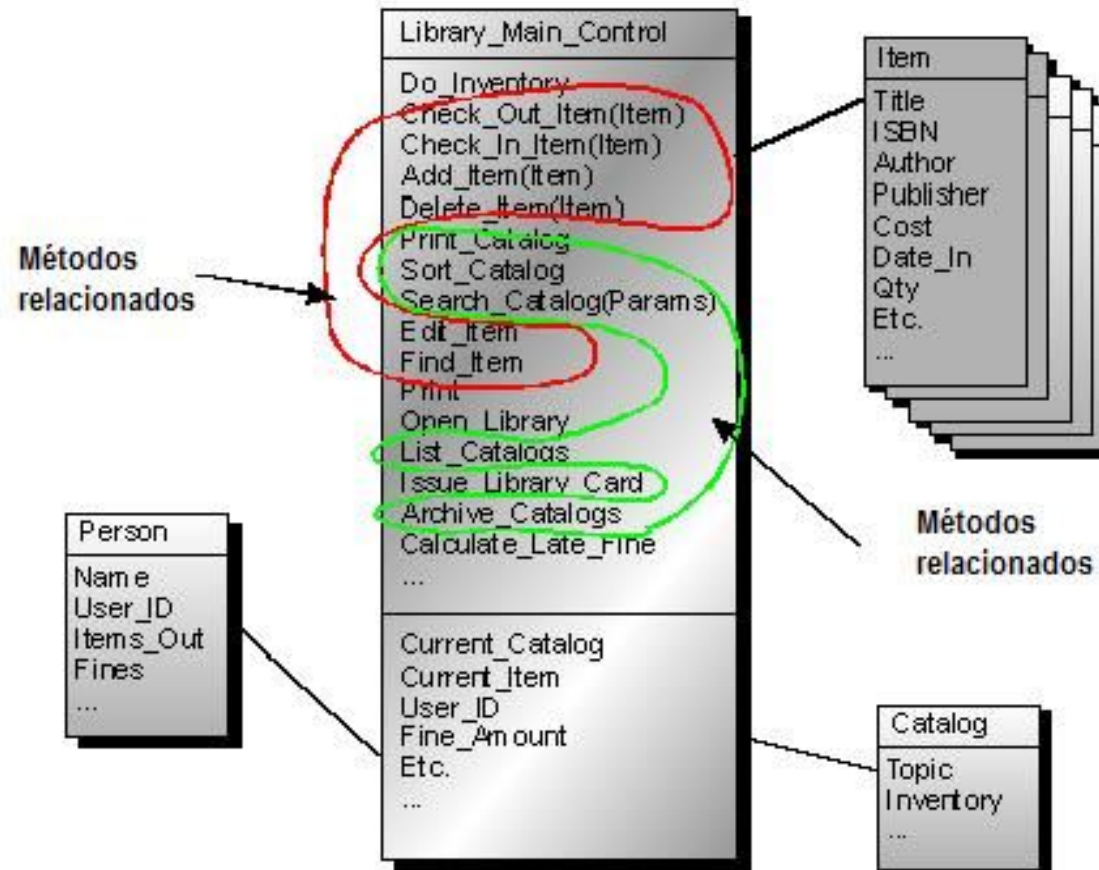 Library_Main_Control
Do_Inventory
Check_Out_Item(Item)
Check_In_Item(Item)
Add_Item(Item)
Delete_Item(Item)
Print_Catalog
Sort_Catalog
Search_Catalog(Params)
Edit_Item
Find_Item
Print
Open_Library
List_Catalogs
Issue_Library_Card
Archive_Catalogs
Calculate_Late_Fine
...
Current_Catalog
Current_Item
User_ID
Fine_Amount
Etc.
...
Item
Title
ISBN
Author
Publisher
Cost
Date_In
Qty
Etc.
...
Métodos
relacionados
Métodos
relacionados
Person
Name
User_ID
Items_Out
Fines
...
Catalog
Topic
Inventory
...